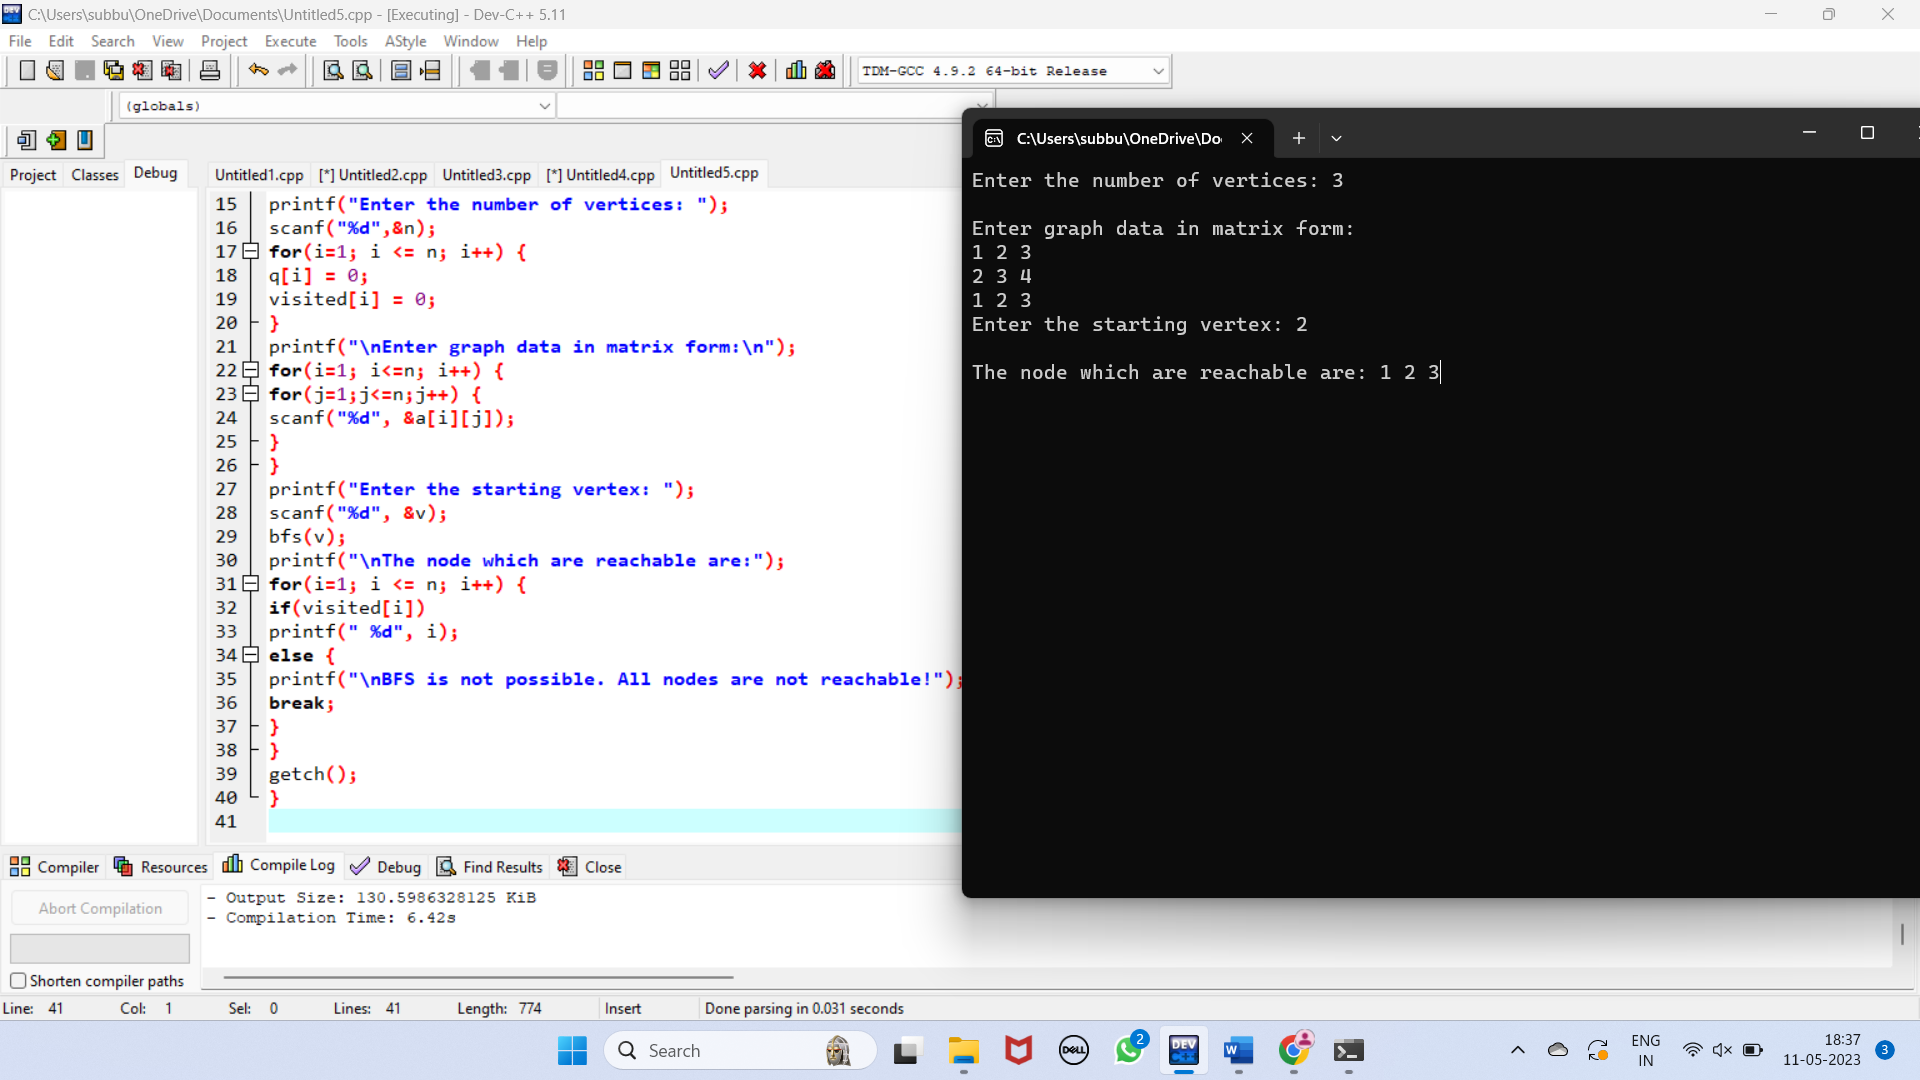 C:\Users\subbu\OneDrive\Documents\Untitled5.cpp - [Executing] - Dev-C++ 5.11
File Edit Search View Project Execute Tools AStyle Window Help
TDM-GCC 4.9.2 64-bit Release
(globals)
Project Classes Debug
Untitled1.cpp [*] Untitled2.cpp Untitled3.cpp [*] Untitled4.cpp Untitled5.cpp
15 printf("Enter the number of vertices: ");
16 scanf("%d",&n);
17 for(i=1; i <= n; i++) {
18 q[i] = 0;
19 visited[i] = 0;
20 }
21 printf("\nEnter graph data in matrix form:\n");
22 for(i=1; i<=n; i++) {
23 for(j=1;j<=n;j++) {
24 scanf("%d", &a[i][j]);
25 }
26 }
27 printf("Enter the starting vertex: ");
28 scanf("%d", &v);
29 bfs(v);
30 printf("\nThe node which are reachable are:");
31 for(i=1; i <= n; i++) {
32 if(visited[i])
33 printf(" %d", i);
34 else {
35 printf("\nBFS is not possible. All nodes are not reachable!");
36 break;
37 }
38 }
39 getch();
40 }
41
C:\Users\subbu\OneDrive\Do
Enter the number of vertices: 3
Enter graph data in matrix form:
1 2 3
2 3 4
1 2 3
Enter the starting vertex: 2
The node which are reachable are: 1 2 3
Compiler Resources Compile Log Debug Find Results Close
Abort Compilation
Shorten compiler paths
- Output Size: 130.5986328125 KiB
- Compilation Time: 6.42s
Line: 41 Col: 1 Sel: 0 Lines: 41 Length: 774 Insert Done parsing in 0.031 seconds
Search
DELL
2
DEV
C++
W
ENG
IN
18:37
11-05-2023
3